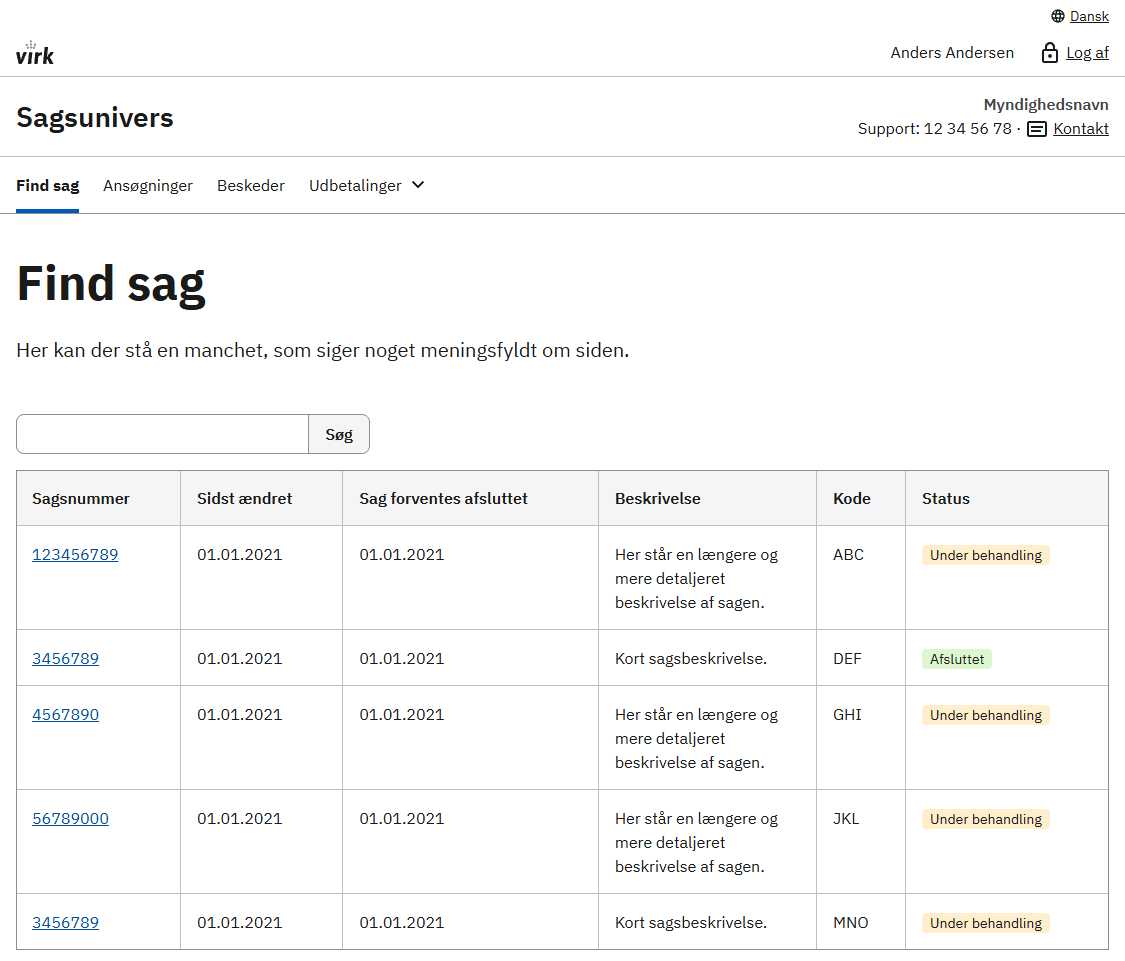 Dansk
virk
Anders Andersen Log af
Sagsunivers
Myndighedsnavn
Support: 12 34 56 78 · Kontakt
Find sag Ansøgninger Beskeder Udbetalinger
Find sag
Her kan der stå en manchet, som siger noget meningsfyldt om siden.
Søg
Sagsnummer Sidst ændret Sag forventes afsluttet Beskrivelse Kode Status
123456789 01.01.2021 01.01.2021 Her står en længere og ABC Under behandling
mere detaljeret
beskrivelse af sagen.
3456789 01.01.2021 01.01.2021 Kort sagsbeskrivelse. DEF Afsluttet
4567890 01.01.2021 01.01.2021 Her står en længere og GHI Under behandling
mere detaljeret
beskrivelse af sagen.
56789000 01.01.2021 01.01.2021 Her står en længere og JKL Under behandling
mere detaljeret
beskrivelse af sagen.
3456789 01.01.2021 01.01.2021 Kort sagsbeskrivelse. MNO Under behandling